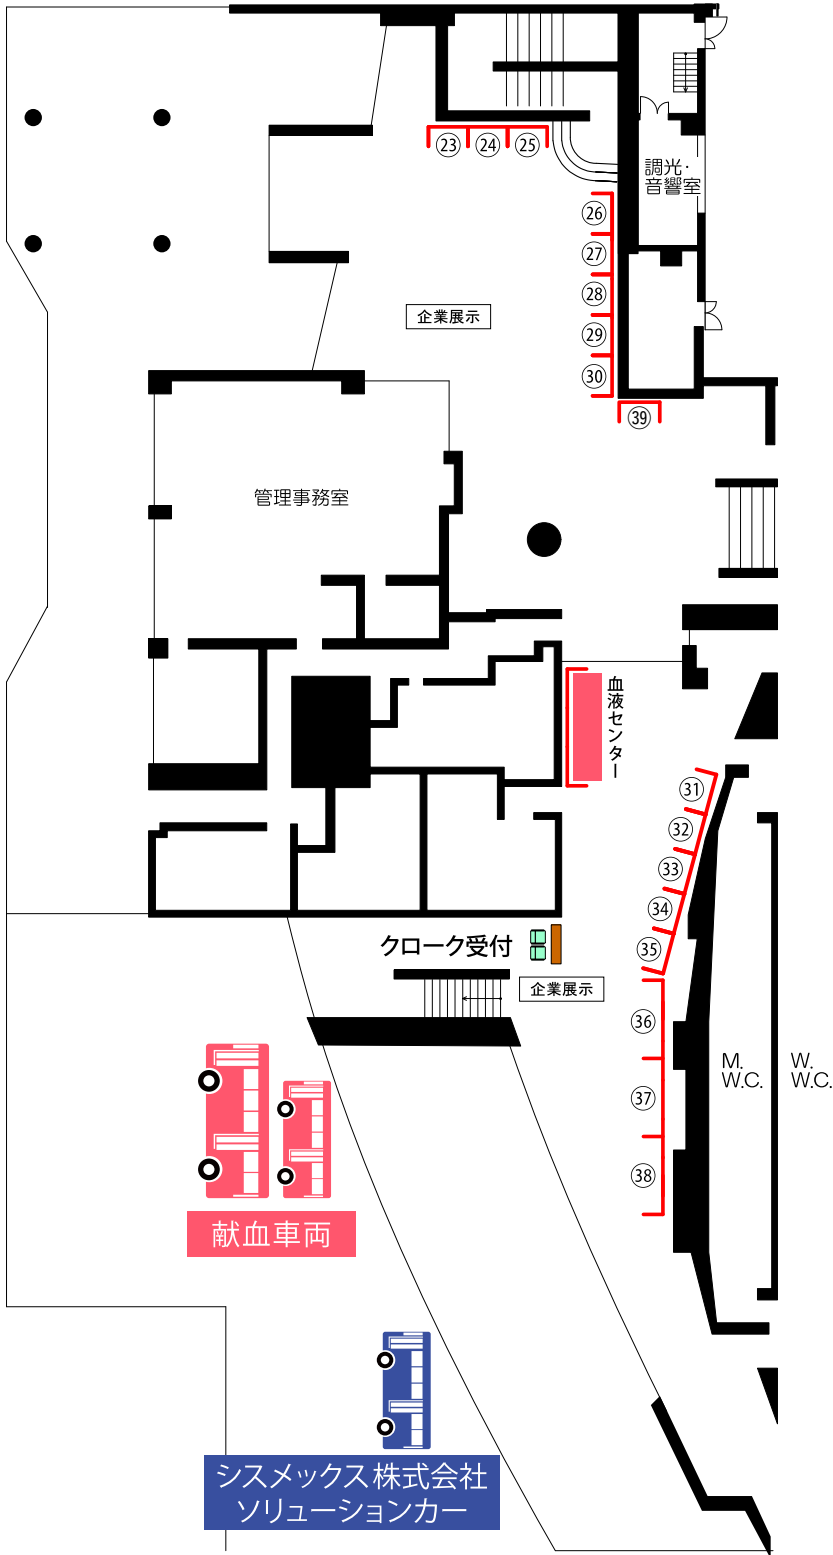 ㉓ ㉔ ㉕
調光・
音響室
㉖
㉗
㉘
㉙
㉚
企業展示
㊴
管理事務室
血液センター
㉛
㉜
㉝
㉞
㉟
クローク受付
企業展示
㊱
㊲
㊳
M.
W.C.
W.
W.C.
献血車両
シスメックス株式会社
ソリューションカー